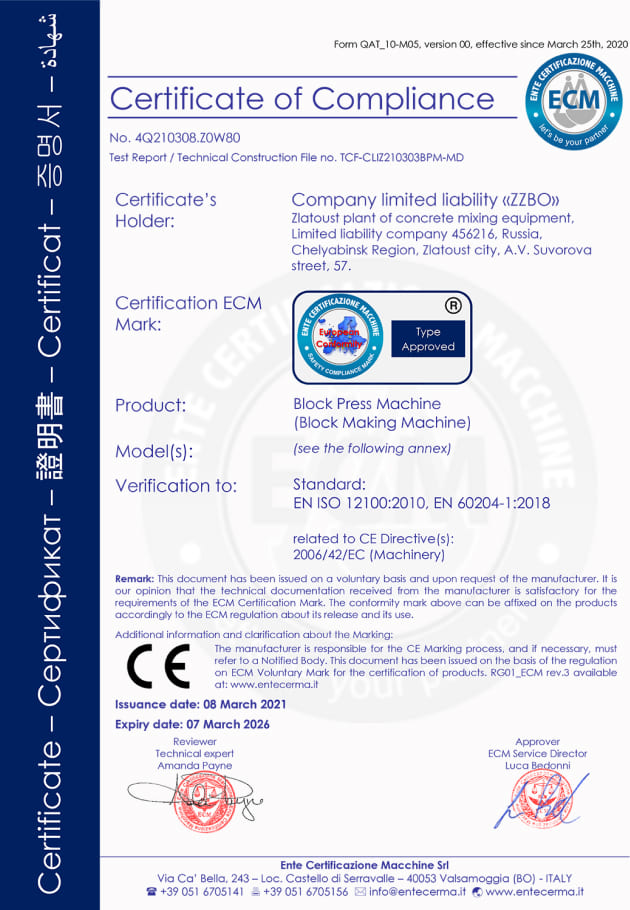 Form QAT_10-M05, version 00, effective since March 25th, 2020
Certificate of Compliance
ENTE CERTIFICAZIONE MACCHINE
ECM
let's be your partner
No. 4Q210308.Z0W80
Test Report / Technical Construction File no. TCF-CLIZ210303BPM-MD
Certificate's
Holder:
Company limited liability «ZZBO»
Zlatoust plant of concrete mixing equipment,
Limited liability company 456216, Russia,
Chelyabinsk Region, Zlatoust city, A.V. Suvorova
street, 57.
Certification ECM
Mark:
ENTE CERTIFICAZIONE MACCHINE
European
Conformity
SAFETY COMPLIANCE MARK
®
Type
Approved
Product:
Block Press Machine
(Block Making Machine)
Model(s):
(see the following annex)
Verification to:
Standard:
EN ISO 12100:2010, EN 60204-1:2018
related to CE Directive(s):
2006/42/EC (Machinery)
Remark: This document has been issued on a voluntary basis and upon request of the manufacturer. It is
our opinion that the technical documentation received from the manufacturer is satisfactory for the
requirements of the ECM Certification Mark. The conformity mark above can be affixed on the products
accordingly to the ECM regulation about its release and its use.
Additional information and clarification about the Marking:
CE
The manufacturer is responsible for the CE Marking process, and if necessary, must
refer to a Notified Body. This document has been issued on the basis of the regulation
on ECM Voluntary Mark for the certification of products. RG01_ECM rev.3 available
at: www.entecerma.it
Issuance date: 08 March 2021
Expiry date: 07 March 2026
Reviewer
Technical expert
Amanda Payne
Approver
ECM Service Director
Luca Bedonni
Ente Certificazione Macchine Srl
Via Ca' Bella, 243 – Loc. Castello di Serravalle – 40053 Valsamoggia (BO) - ITALY
☎ +39 051 6705141 +39 051 6705156 ✉ info@entecerma.it www.entecerma.it
Certificate – Сертификат – 證明書 – Certificat – 증명서 – شهادة